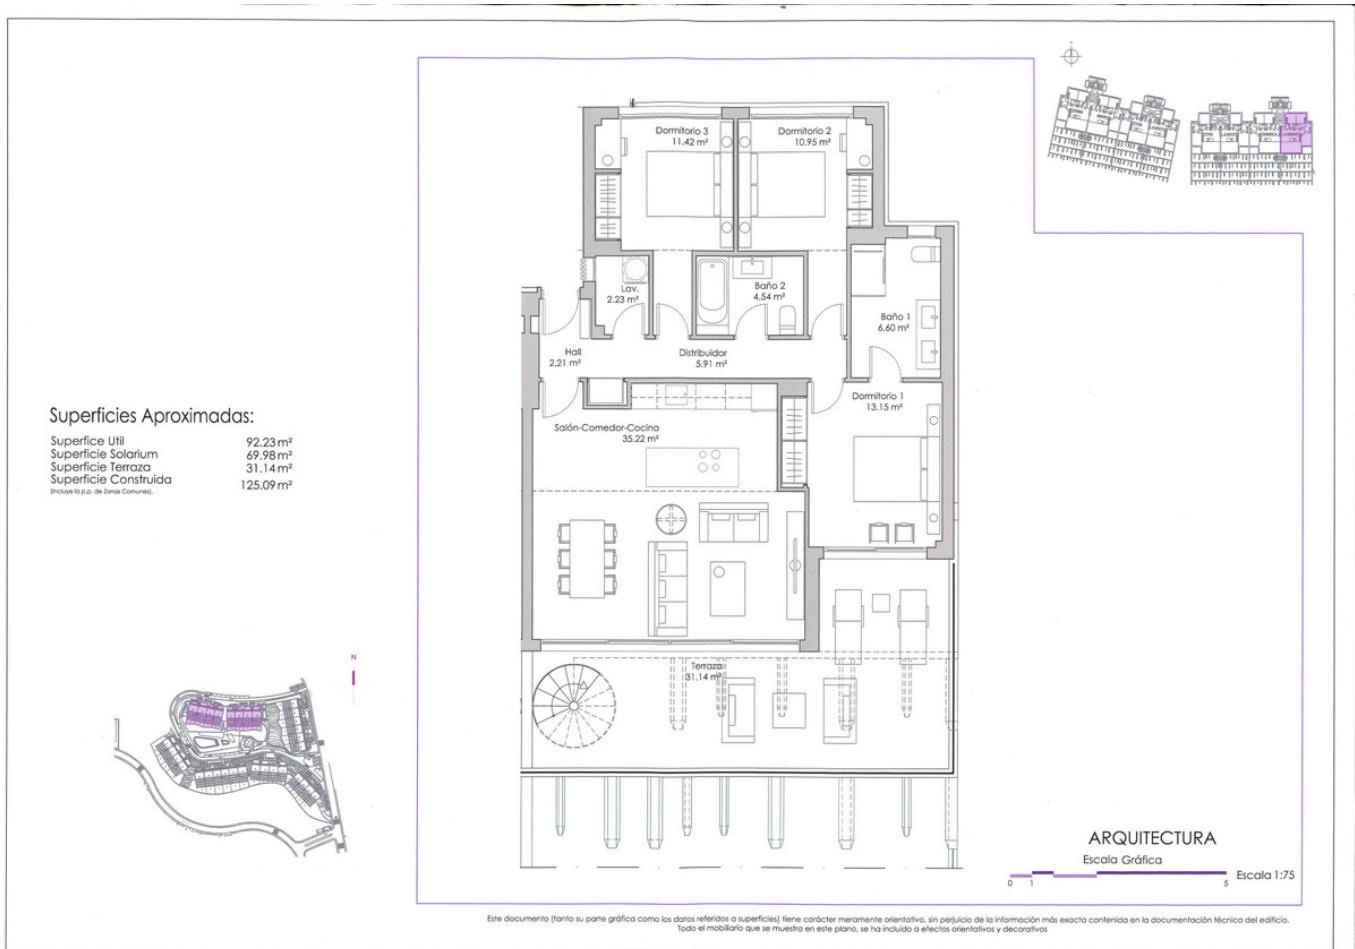 Dormitorio 3
11.42 m²
Dormitorio 2
10.95 m²
Lav.
2.23 m²
Baño 2
4.54 m²
Baño 1
6.60 m²
Hall
2.21 m²
Distribuidor
5.91 m²
Dormitorio 1
13.15 m²
Salón-Comedor-Cocina
35.22 m²
Superficies Aproximadas:
Superfice Util 92.23 m²
Superficie Solarium 69.98 m²
Superficie Terraza 31.14 m²
Superficie Construida 125.09 m²
(Incluye la p.p. de Zonas Comunes).
Terraza
31.14 m²
N
ARQUITECTURA
Escala Gráfica
0 1 5 Escala 1:75
Este documento (tanto su parte gráfica como los datos referidos a superficies) tiene carácter meramente orientativo, sin perjuicio de la información más exacta contenida en la documentación técnica del edificio.
Todo el mobiliario que se muestra en este plano, se ha incluido a efectos orientativos y decorativos